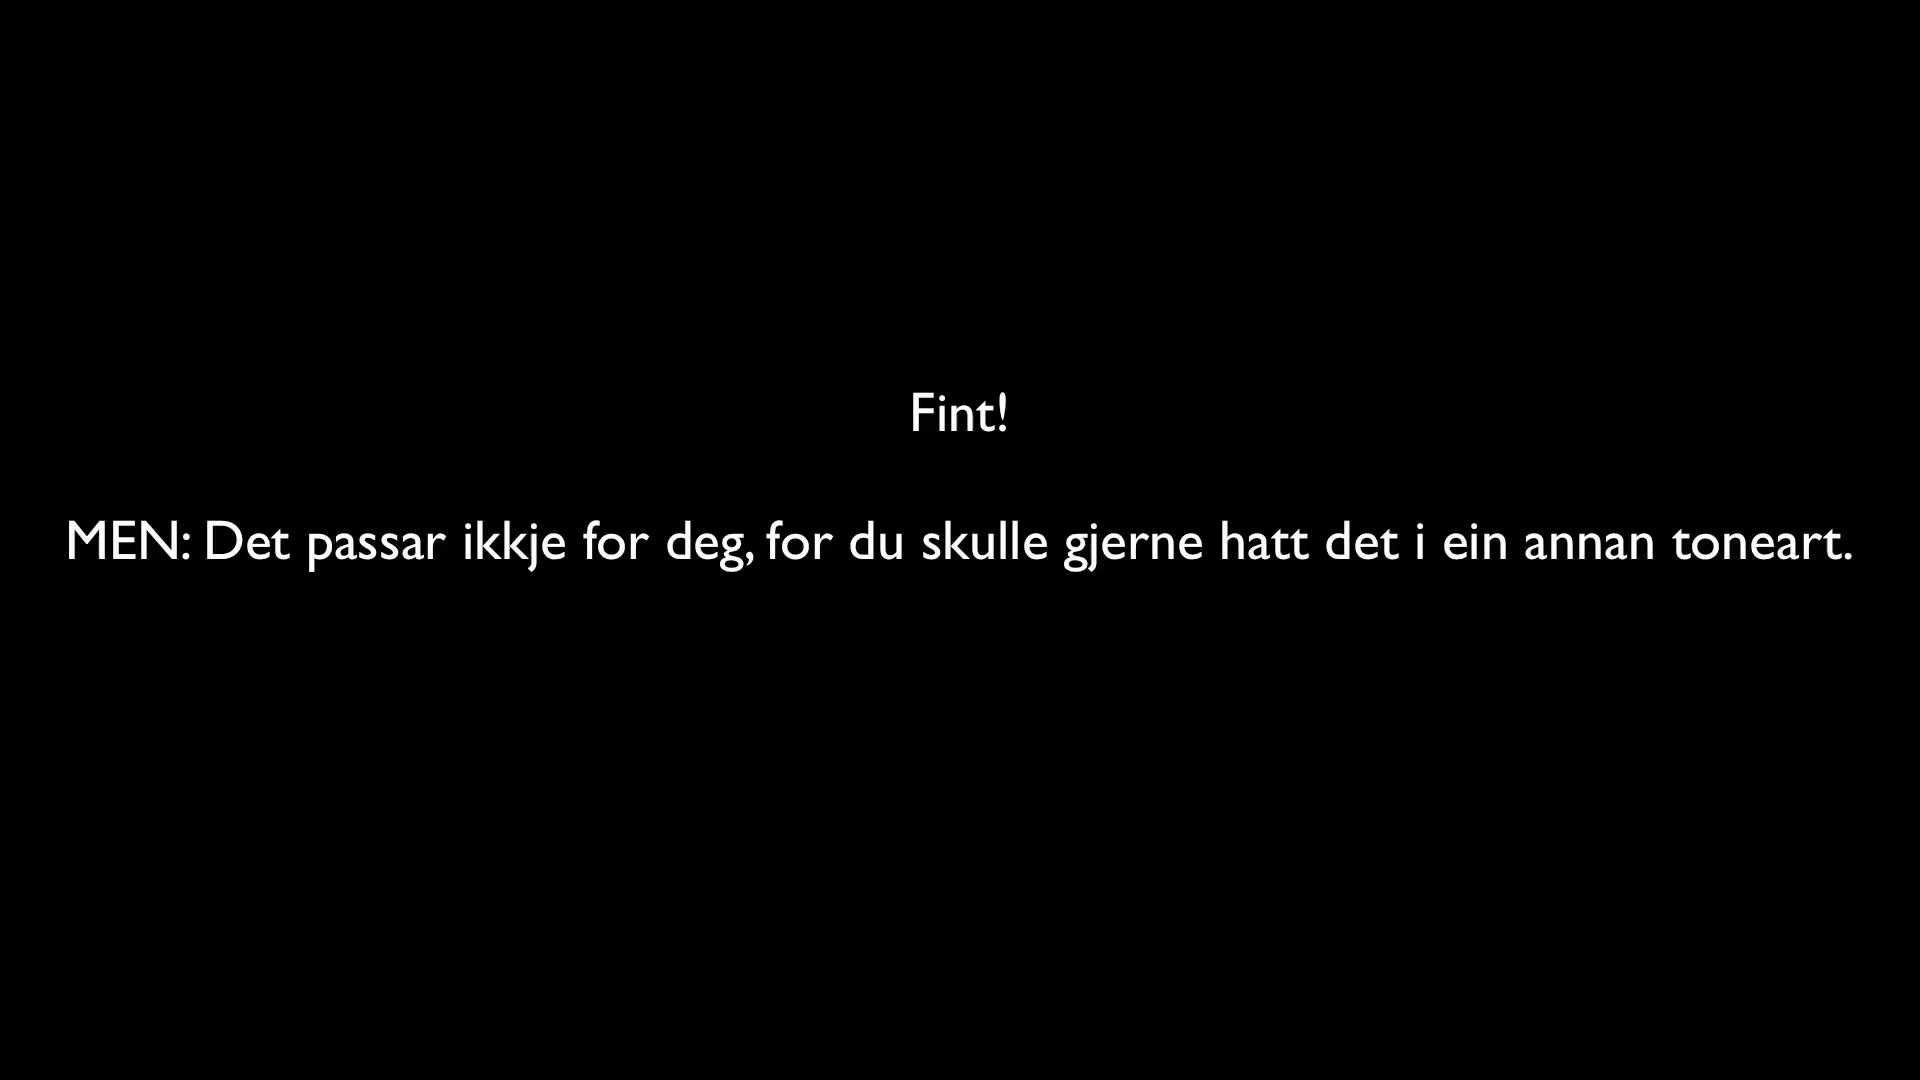 Fint!
MEN: Det passar ikkje for deg, for du skulle gjerne hatt det i ein annan toneart.